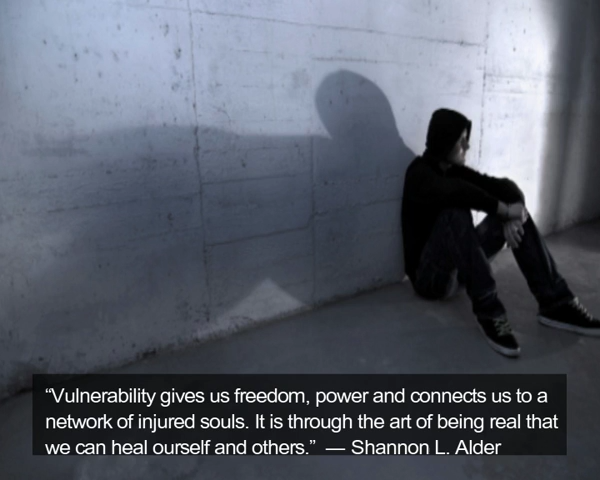 “Vulnerability gives us freedom, power and connects us to a
network of injured souls. It is through the art of being real that
we can heal ourself and others.” — Shannon L. Alder